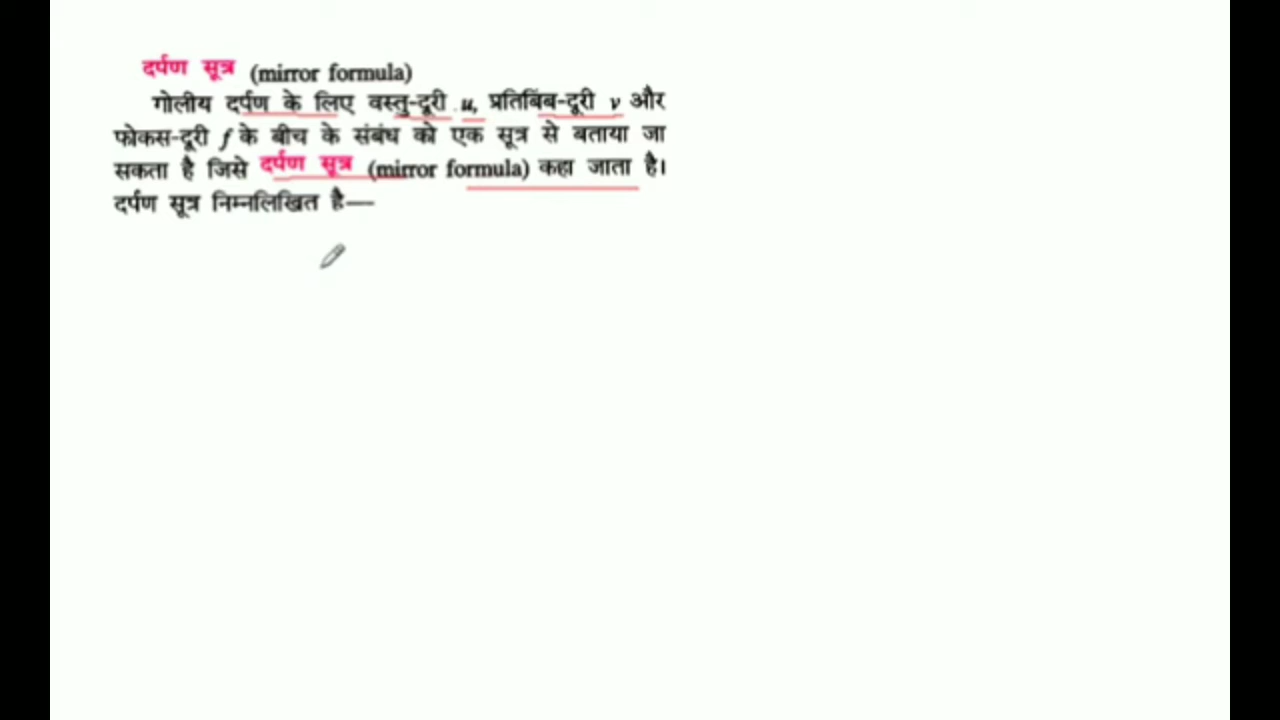 दर्पण सूत्र (mirror formula)
गोलीय दर्पण के लिए वस्तु-दूरी u, प्रतिबिंब-दूरी v और
फोकस-दूरी f के बीच के संबंध को एक सूत्र से बताया जा
सकता है जिसे दर्पण सूत्र (mirror formula) कहा जाता है।
दर्पण सूत्र निम्नलिखित है—